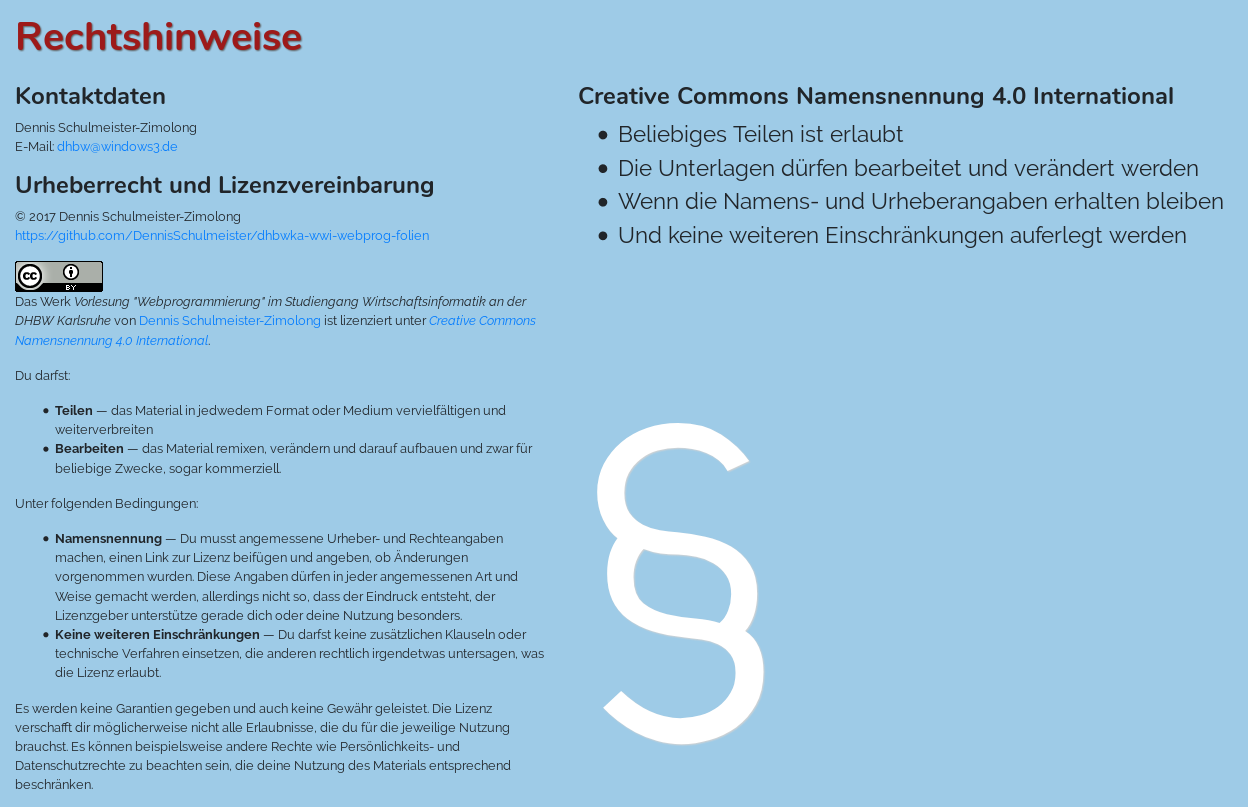 Rechtshinweise
Kontaktdaten
Dennis Schulmeister-Zimolong
E-Mail: dhbw@windows3.de
Urheberrecht und Lizenzvereinbarung
© 2017 Dennis Schulmeister-Zimolong
https://github.com/DennisSchulmeister/dhbwka-wwi-webprog-folien
cc
BY
Das Werk Vorlesung "Webprogrammierung" im Studiengang Wirtschaftsinformatik an der
DHBW Karlsruhe von Dennis Schulmeister-Zimolong ist lizenziert unter Creative Commons
Namensnennung 4.0 International.
Du darfst:
• Teilen — das Material in jedwedem Format oder Medium vervielfältigen und
weiterverbreiten
• Bearbeiten — das Material remixen, verändern und darauf aufbauen und zwar für
beliebige Zwecke, sogar kommerziell.
Unter folgenden Bedingungen:
• Namensnennung — Du musst angemessene Urheber- und Rechteangaben
machen, einen Link zur Lizenz beifügen und angeben, ob Änderungen
vorgenommen wurden. Diese Angaben dürfen in jeder angemessenen Art und
Weise gemacht werden, allerdings nicht so, dass der Eindruck entsteht, der
Lizenzgeber unterstütze gerade dich oder deine Nutzung besonders.
• Keine weiteren Einschränkungen — Du darfst keine zusätzlichen Klauseln oder
technische Verfahren einsetzen, die anderen rechtlich irgendetwas untersagen, was
die Lizenz erlaubt.
Es werden keine Garantien gegeben und auch keine Gewähr geleistet. Die Lizenz
verschafft dir möglicherweise nicht alle Erlaubnisse, die du für die jeweilige Nutzung
brauchst. Es können beispielsweise andere Rechte wie Persönlichkeits- und
Datenschutzrechte zu beachten sein, die deine Nutzung des Materials entsprechend
beschränken.
Creative Commons Namensnennung 4.0 International
• Beliebiges Teilen ist erlaubt
• Die Unterlagen dürfen bearbeitet und verändert werden
• Wenn die Namens- und Urheberangaben erhalten bleiben
• Und keine weiteren Einschränkungen auferlegt werden
§